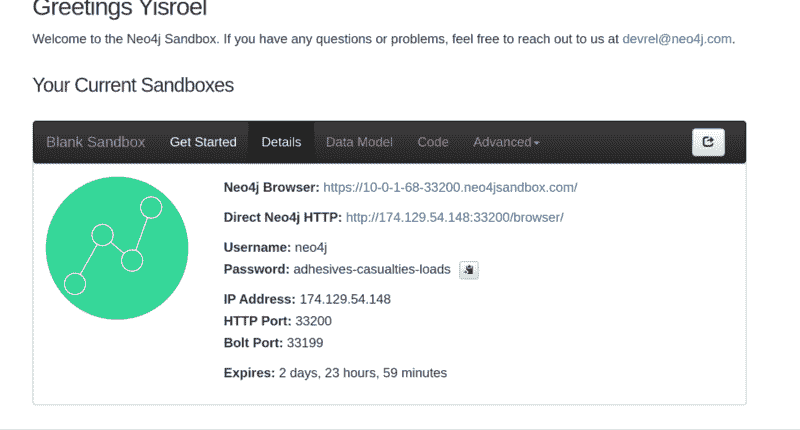 Greetings Yisroel
Welcome to the Neo4j Sandbox. If you have any questions or problems, feel free to reach out to us at devrel@neo4j.com.
Your Current Sandboxes
Blank Sandbox Get Started Details Data Model Code Advanced
Neo4j Browser: https://10-0-1-68-33200.neo4jsandbox.com/
Direct Neo4j HTTP: http://174.129.54.148:33200/browser/
Username: neo4j
Password: adhesives-casualties-loads
IP Address: 174.129.54.148
HTTP Port: 33200
Bolt Port: 33199
Expires: 2 days, 23 hours, 59 minutes